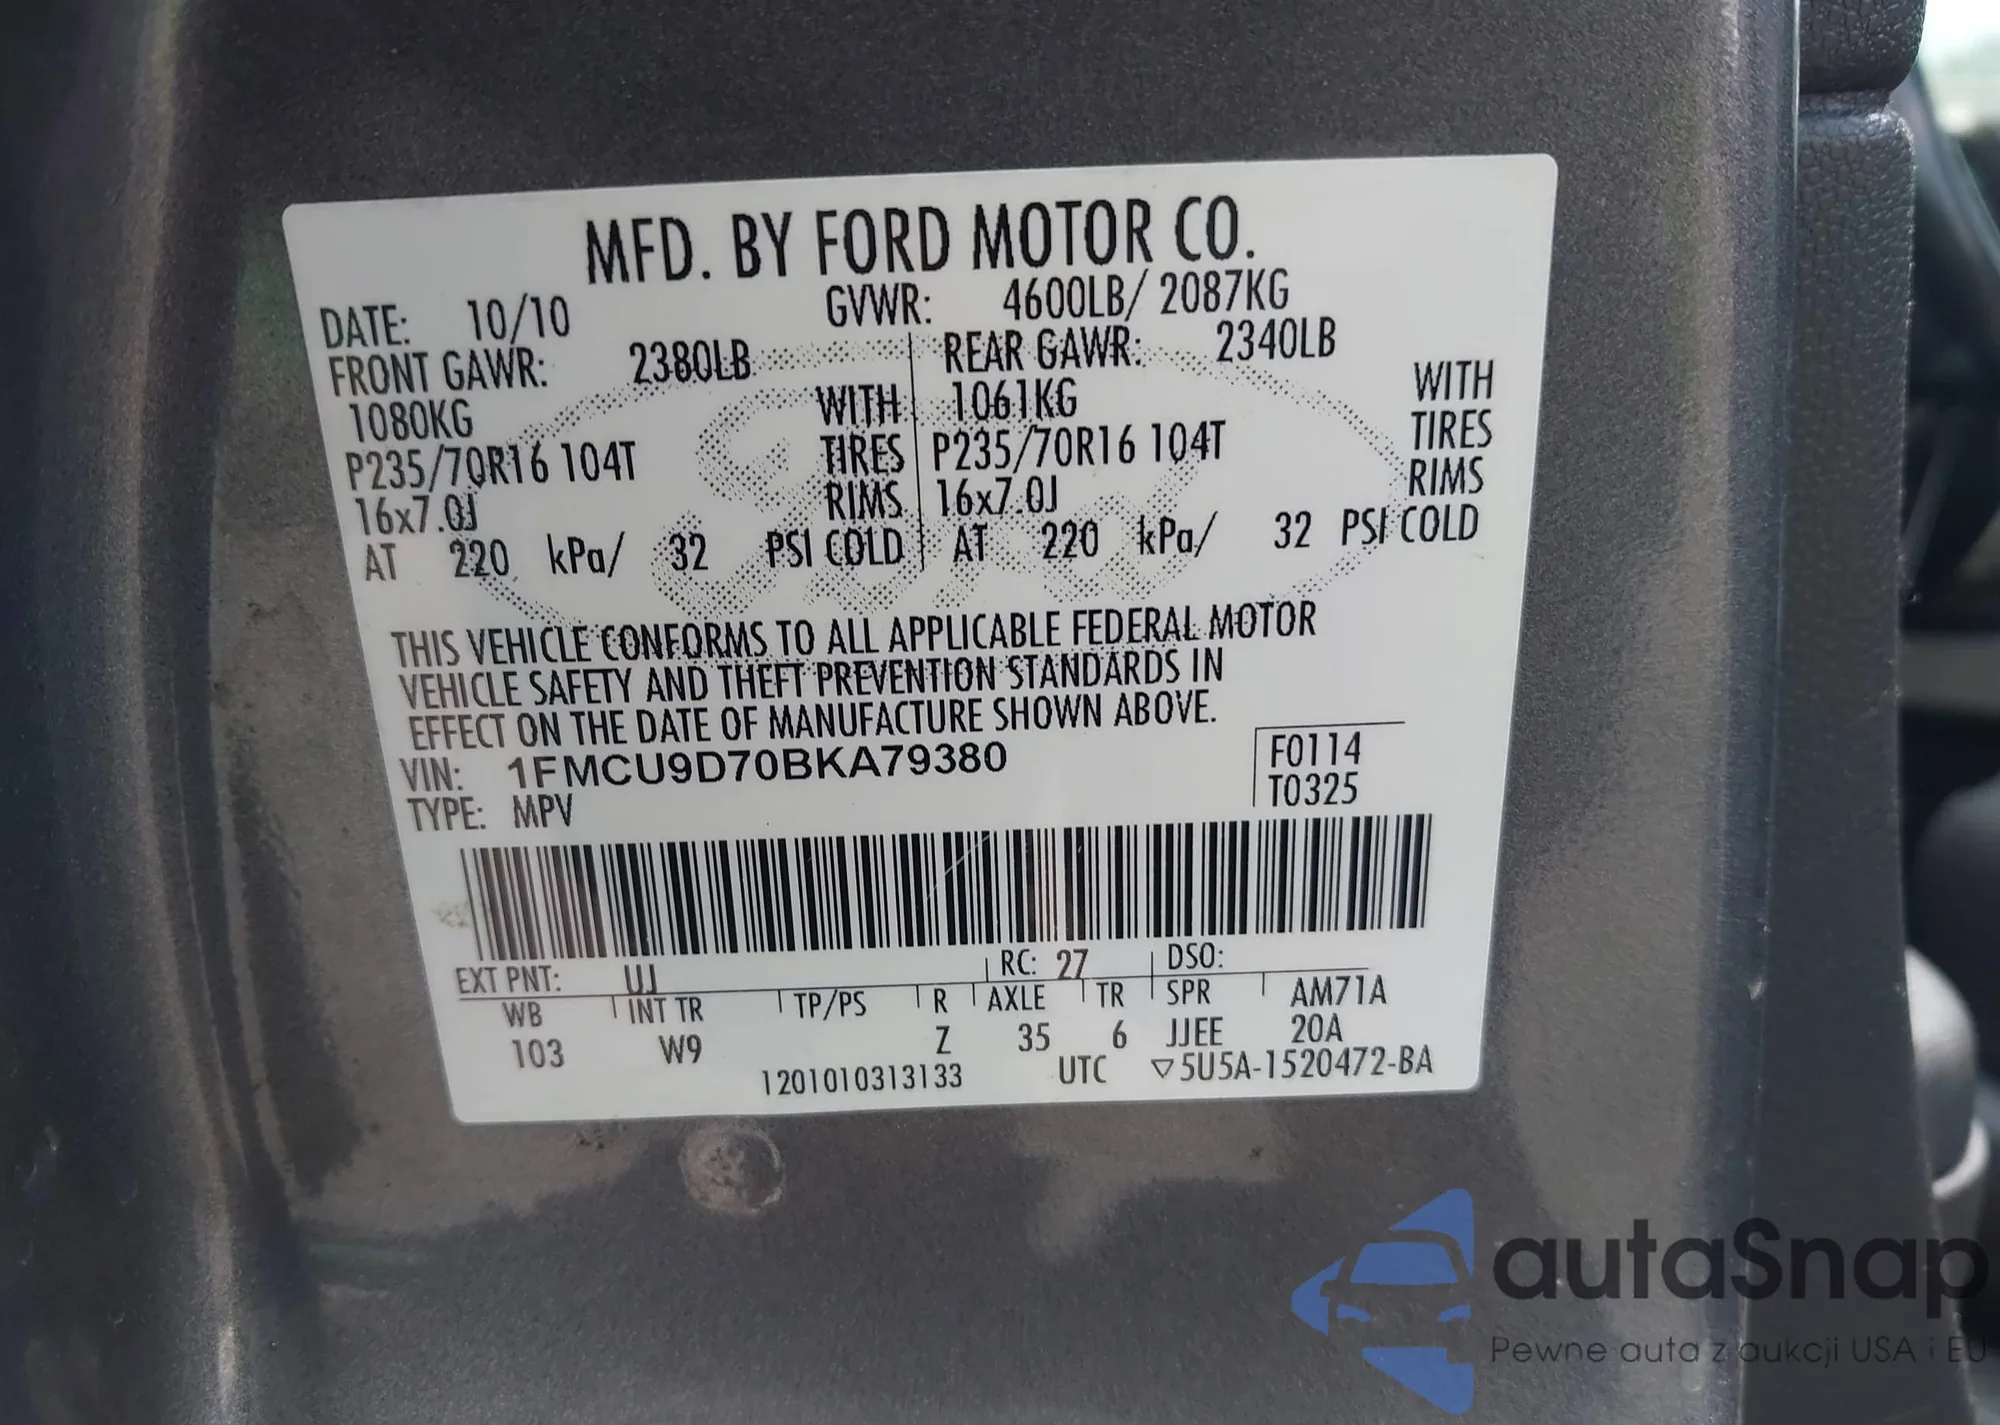 MFD. BY FORD MOTOR CO.
DATE: 10/10 GVWR: 4600LB/ 2087KG
FRONT GAWR: 2380LB REAR GAWR: 2340LB
1080KG WITH 1061KG WITH
P235/70R16 104T TIRES P235/70R16 104T TIRES
16x7.0J RIMS 16x7.0J RIMS
AT 220 kPa/ 32 PSI COLD AT 220 kPa/ 32 PSI COLD
THIS VEHICLE CONFORMS TO ALL APPLICABLE FEDERAL MOTOR
VEHICLE SAFETY AND THEFT PREVENTION STANDARDS IN
EFFECT ON THE DATE OF MANUFACTURE SHOWN ABOVE.
VIN: 1FMCU9D70BKA79380 F0114
TYPE: MPV T0325
EXT PNT: UJ RC: 27 DSO:
WB INT TR TP/PS R AXLE TR SPR AM71A
103 W9 Z 35 6 JJEE 20A
1201010313133 UTC ▽5U5A-1520472-BA
autaSnap
Pewne auta z aukcji USA i EU